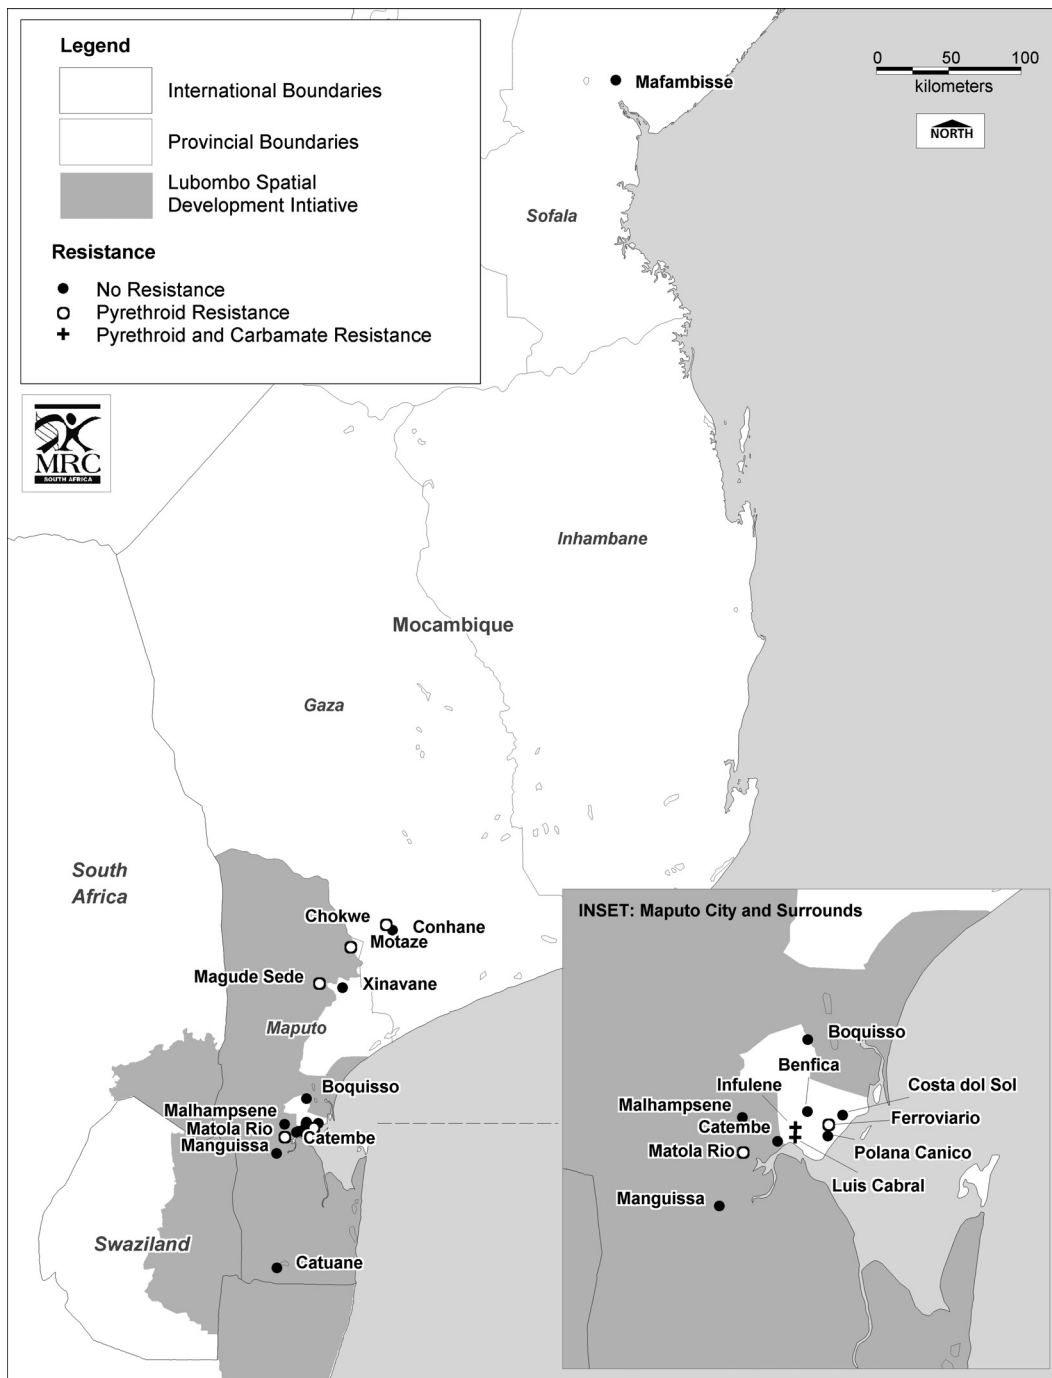 Legend
International Boundaries
Provincial Boundaries
Lubombo Spatial
Development Intiative
Resistance
No Resistance
Pyrethroid Resistance
Pyrethroid and Carbamate Resistance
MRC
SOUTH AFRICA
0 50 100
kilometers
NORTH
Mafambisse
Sofala
Inhambane
Mocambique
Gaza
South
Africa
Chokwe
Conhane
Motaze
Magude Sede
Xinavane
Maputo
Boquisso
Malhampsene
Matola Rio
Catembe
Manguissa
Swaziland
Catuane
INSET: Maputo City and Surrounds
Boquisso
Benfica
Infulene
Costa dol Sol
Malhampsene
Ferroviario
Catembe
Polana Canico
Matola Rio
Luis Cabral
Manguissa